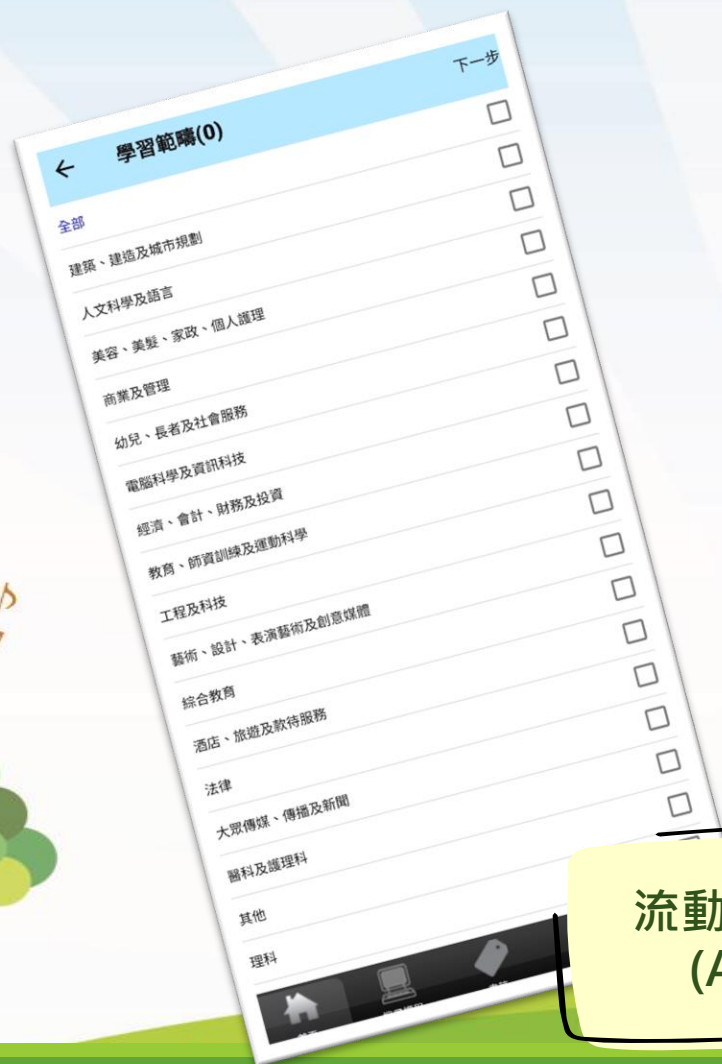 下一步
學習範疇(0)
全部
建築、建造及城市規劃
人文科學及語言
美容、美髮、家政、個人護理
商業及管理
幼兒、長者及社會服務
電腦科學及資訊科技
經濟、會計、財務及投資
教育、師資訓練及運動科學
工程及科技
藝術、設計、表演藝術及創意媒體
綜合教育
酒店、旅遊及款待服務
法律
大眾傳媒、傳播及新聞
醫科及護理科
其他
理科
流動
(A